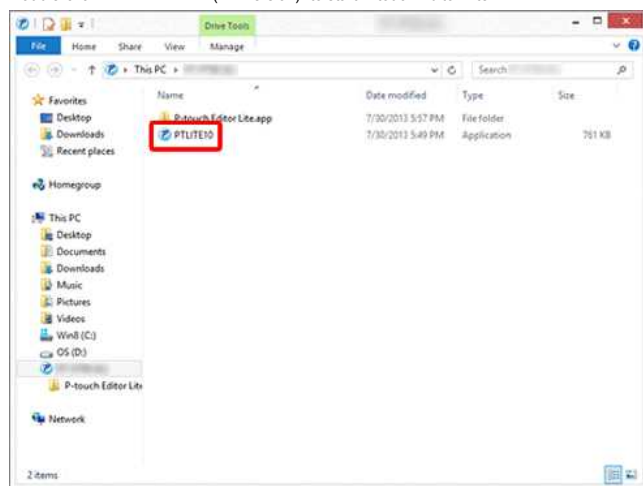 Drive Tools
File Home Share View Manage
This PC
Search
Favorites
Desktop
Downloads
Recent places
Homegroup
This PC
Desktop
Documents
Downloads
Music
Pictures
Videos
Win8 (C:)
OS (D:)
P-touch Editor Lite
Network
Name Date modified Type Size
P-touch Editor Lite.app 7/30/2013 5:57 PM File folder
PTLITE10 7/30/2013 5:49 PM Application 761 KB
2 items